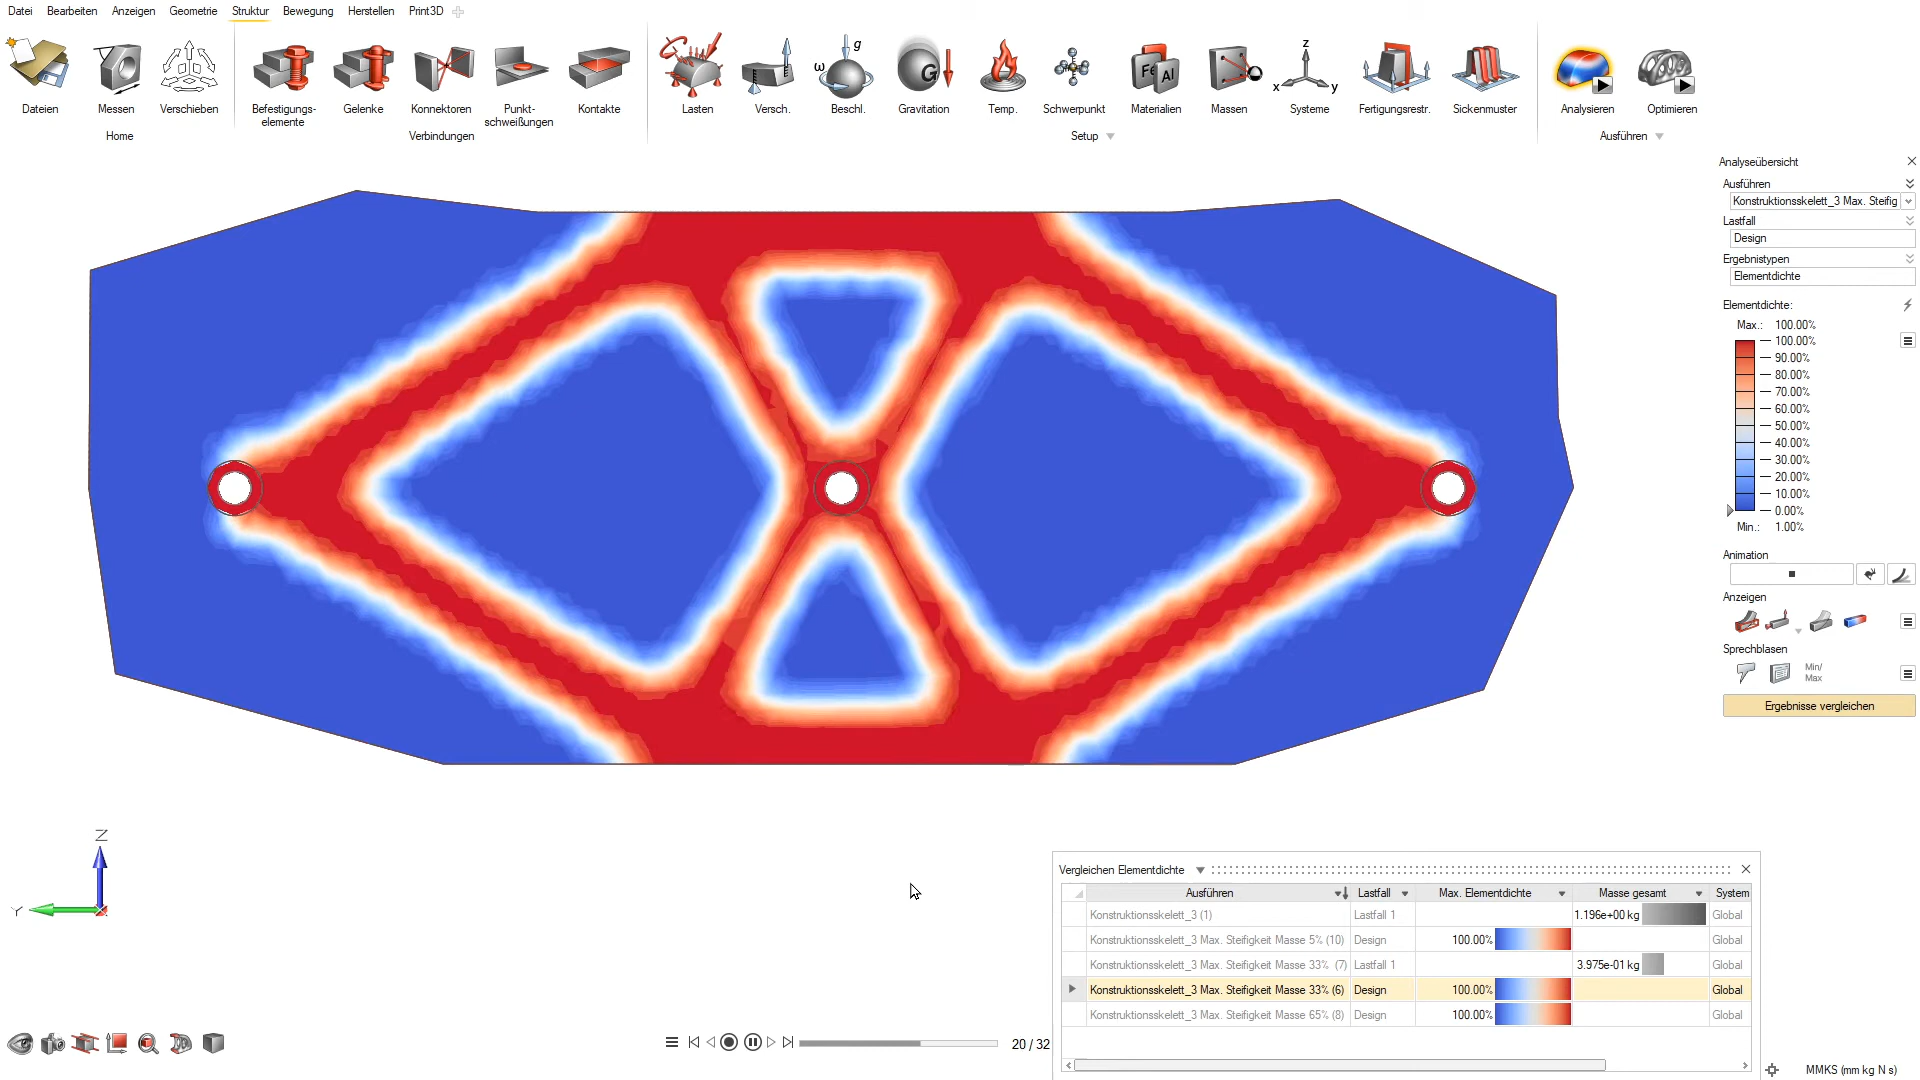 Datei Bearbeiten Anzeigen Geometrie Struktur Bewegung Herstellen Print3D
g
ω
G
Fe
Al
z
x
y
Dateien Messen Verschieben Befestigungs-
elemente Gelenke Konnektoren Punkt-
schweißungen Kontakte Lasten Versch. Beschl. Gravitation Temp. Schwerpunkt Materialien Massen Systeme Fertigungsrestr. Sickenmuster Analysieren Optimieren
Home Verbindungen Setup Ausführen
Analyseübersicht
Ausführen
Konstruktionsskelett_3 Max. Steifig
Lastfall
Design
Ergebnistypen
Elementdichte
Elementdichte:
Max.: 100.00%
100.00%
90.00%
80.00%
70.00%
60.00%
50.00%
40.00%
30.00%
20.00%
10.00%
0.00%
Min.: 1.00%
Animation
Anzeigen
Sprechblasen
Min/
Max
Ergebnisse vergleichen
Z
Y
20 / 32
Vergleichen Elementdichte
Ausführen Lastfall Max. Elementdichte Masse gesamt System
Konstruktionsskelett_3 (1) Lastfall 1 1.196e+00 kg Global
Konstruktionsskelett_3 Max. Steifigkeit Masse 5% (10) Design 100.00% Global
Konstruktionsskelett_3 Max. Steifigkeit Masse 33% (7) Lastfall 1 3.975e-01 kg Global
Konstruktionsskelett_3 Max. Steifigkeit Masse 33% (6) Design 100.00% Global
Konstruktionsskelett_3 Max. Steifigkeit Masse 65% (8) Design 100.00% Global
MMKS (mm kg N s)